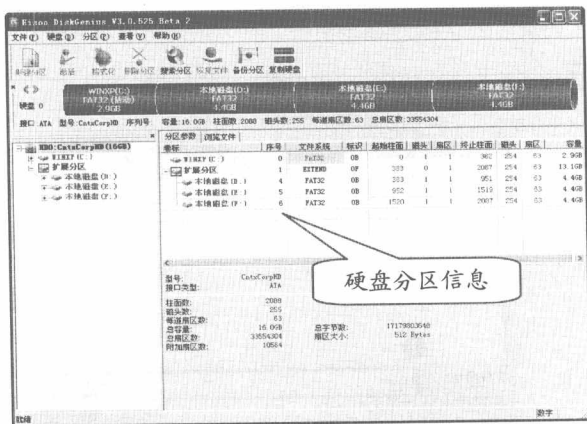 Eison DiskGenius V3.0.525 Beta 2
文件(F) 硬盘(D) 分区(P) 查看(V) 帮助(H)
新建分区 激活 格式化 删除分区 搜索分区 恢复文件 备份分区 复制硬盘
硬盘 0
WINXP(C:)
FAT32 (活动)
2.9GB
本地磁盘(D:)
FAT32
4.4GB
本地磁盘(E:)
FAT32
4.4GB
本地磁盘(F:)
FAT32
4.4GB
接口:ATA 型号:CntxCorpHD 序列号: 容量:16.0GB 柱面数:2088 磁头数:255 每道扇区数:63 总扇区数:33554304
HD0:CntxCorpHD (16GB)
WINXP(C:)
扩展分区
本地磁盘(D:)
本地磁盘(E:)
本地磁盘(F:)
分区参数 浏览文件
卷标 序号 文件系统 标识 起始柱面 磁头 扇区 终止柱面 磁头 扇区 容量
WINXP(C:) 0 FAT32 0B 0 1 1 382 254 63 2.9GB
扩展分区 1 EXTEND 0F 383 0 1 2087 254 63 13.1GB
本地磁盘(D:) 4 FAT32 0B 383 1 1 951 254 63 4.4GB
本地磁盘(E:) 5 FAT32 0B 952 1 1 1519 254 63 4.4GB
本地磁盘(F:) 6 FAT32 0B 1520 1 1 2087 254 63 4.4GB
硬盘分区信息
型号: CntxCorpHD
接口类型: ATA
柱面数: 2088
磁头数: 255
每道扇区数: 63
总容量: 16.0GB 总字节数: 17179803648
总扇区数: 33554304 扇区大小: 512 Bytes
附加扇区数: 10584
就绪
数字